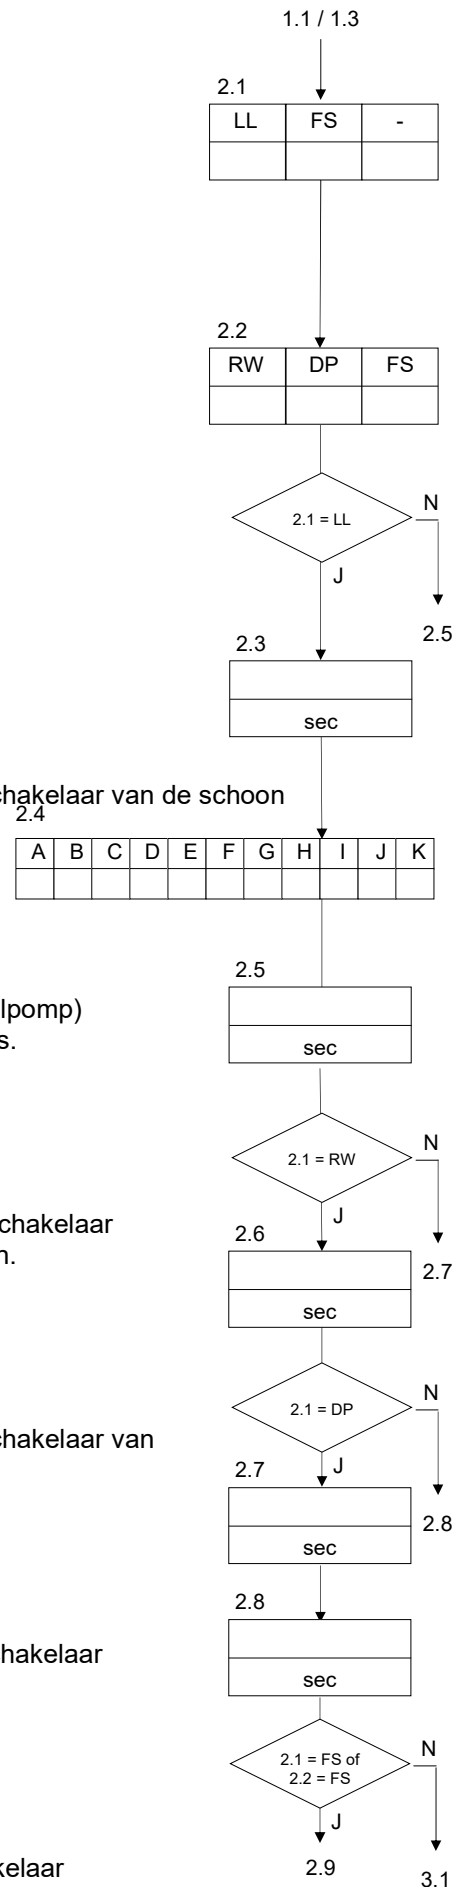 1.1 / 1.3
2.1
LL FS -
2.2
RW DP FS
2.1 = LL
N
J
2.5
2.3
sec
chakelaar van de schoon
2.4
A B C D E F G H I J K
2.5
lpomp)
s.
sec
2.1 = RW
N
J
chakelaar
n.
2.6
2.7
sec
2.1 = DP
N
chakelaar van
J
2.7
2.8
sec
2.8
hakelaar
sec
2.1 = FS of
2.2 = FS
N
J
kelaar
2.9
3.1